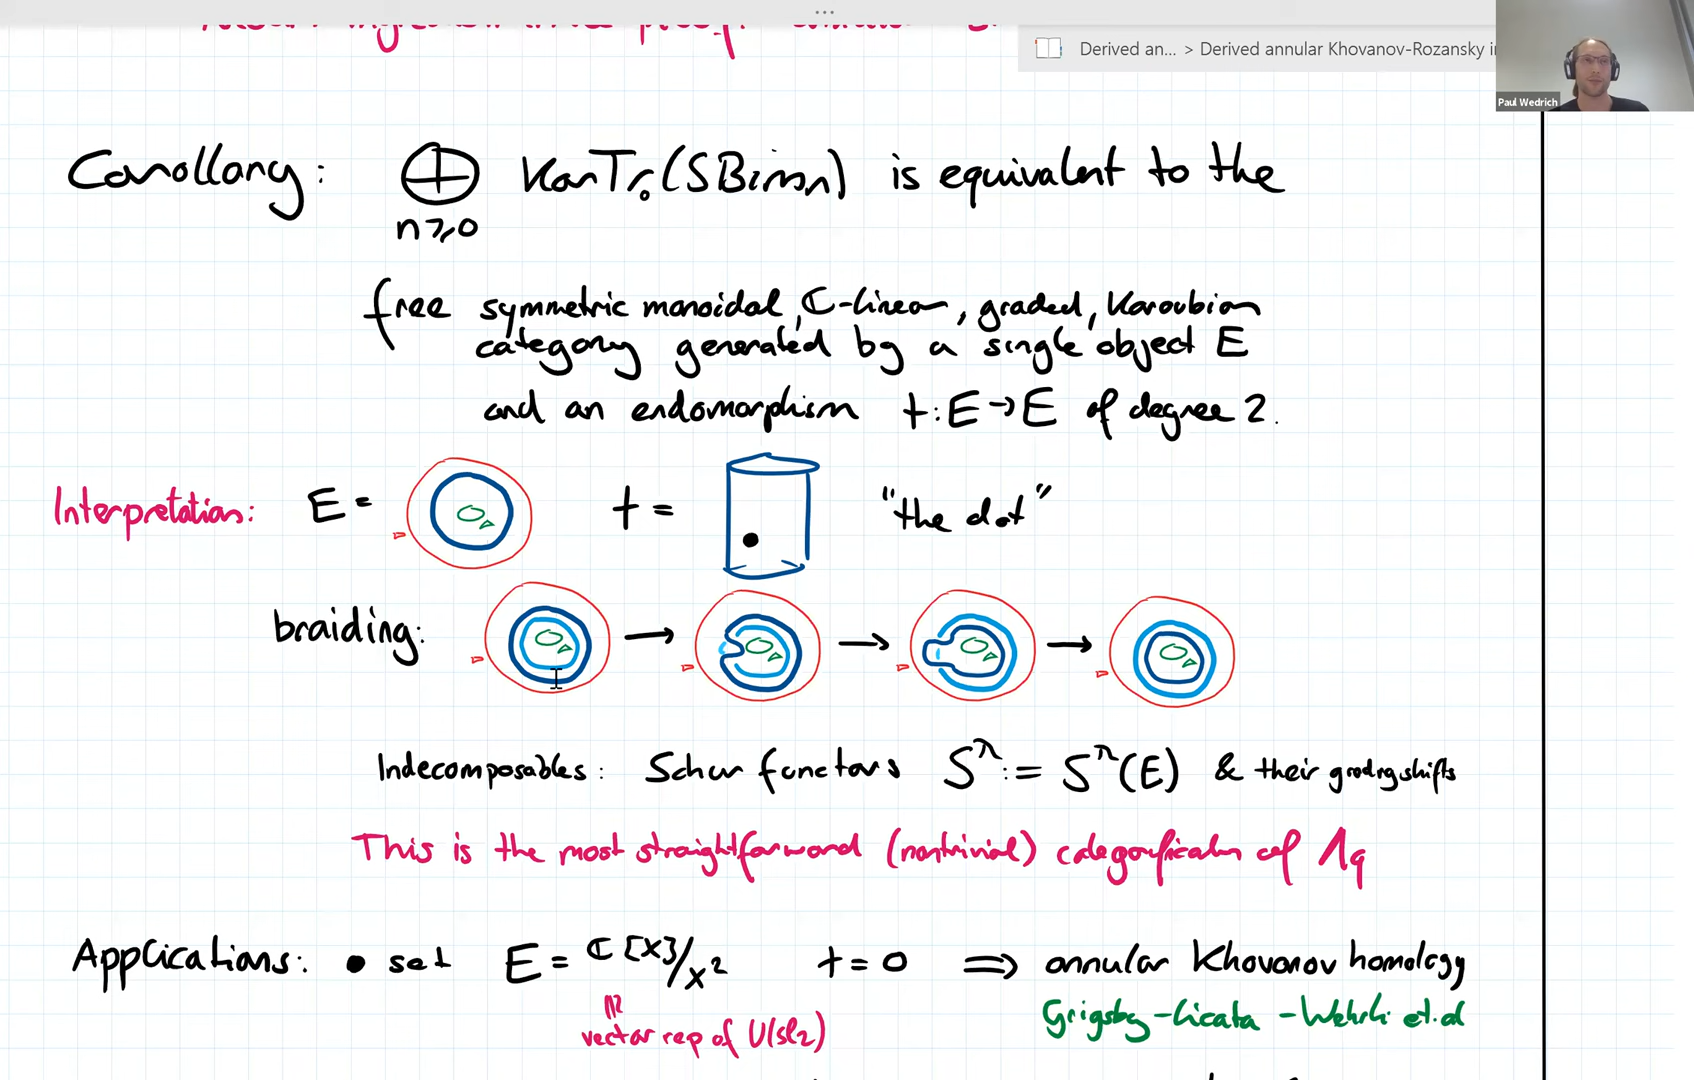 Derived an... > Derived annular Khovanov-Rozansky in
Paul Wedrich
Corollary: ⊕ n⩾0 KarTr₀(SBimₙ) is equivalent to the
free symmetric monoidal, ℂ-linear, graded, Karoubian
category generated by a single object E
and an endomorphism t: E → E of degree 2.
Interpretation: E = t = "the dot"
braiding: → → →
Indecomposables: Schur functors S^λ := S^λ(E) & their grading shifts
This is the most straightforward (nontrivial) categorification of Λq
Applications: • set E = ℂ[X]/X² t = 0 ⇒ annular Khovanov homology
vector rep of U(sl₂)
Grigsby-Licata-Wehrli et.al